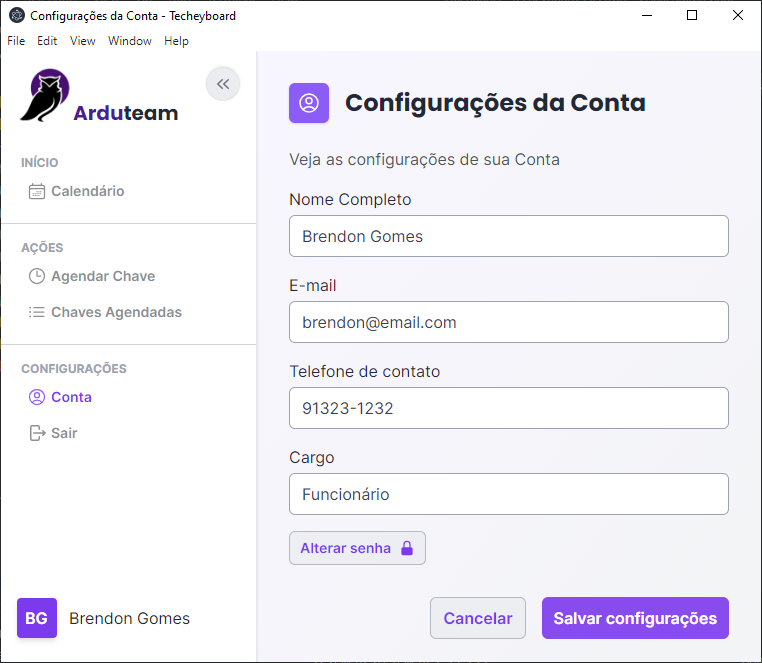 Configurações da Conta - Techeyboard
File Edit View Window Help
Arduteam
INÍCIO
Calendário
AÇÕES
Agendar Chave
Chaves Agendadas
CONFIGURAÇÕES
Conta
Sair
BG Brendon Gomes
Configurações da Conta
Veja as configurações de sua Conta
Nome Completo
Brendon Gomes
E-mail
brendon@email.com
Telefone de contato
91323-1232
Cargo
Funcionário
Alterar senha
Cancelar Salvar configurações